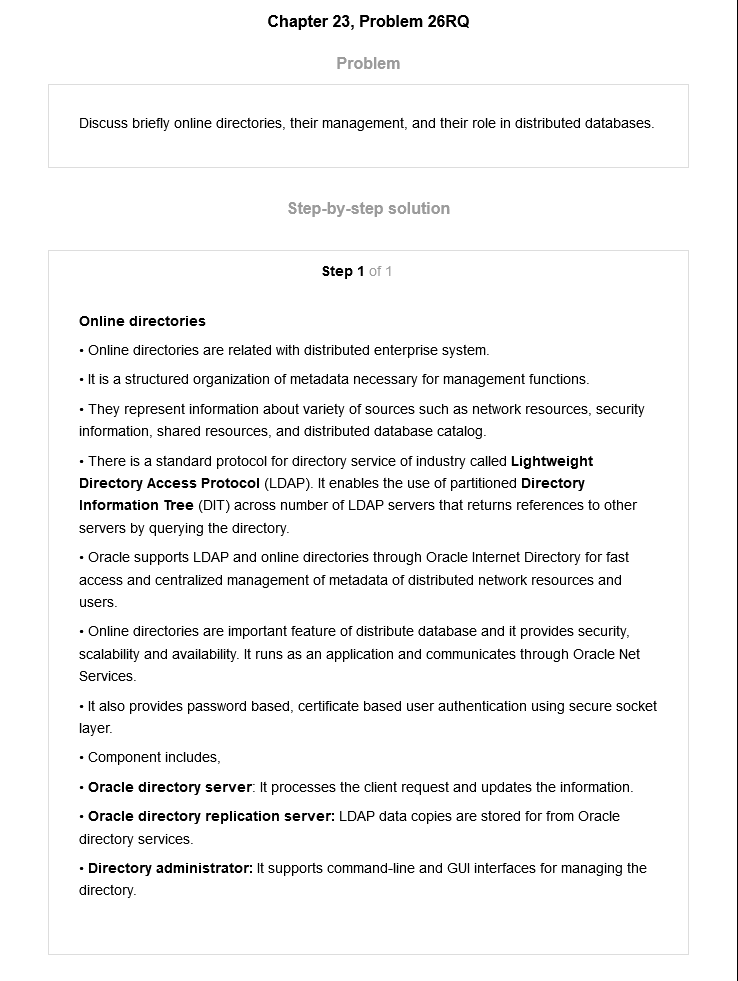 Chapter 23, Problem 26RQ
Problem
Discuss briefly online directories, their management, and their role in distributed databases.
Step-by-step solution
Step 1 of 1
Online directories
• Online directories are related with distributed enterprise system.
• It is a structured organization of metadata necessary for management functions.
• They represent information about variety of sources such as network resources, security
information, shared resources, and distributed database catalog.
• There is a standard protocol for directory service of industry called Lightweight
Directory Access Protocol (LDAP). It enables the use of partitioned Directory
Information Tree (DIT) across number of LDAP servers that returns references to other
servers by querying the directory.
• Oracle supports LDAP and online directories through Oracle Internet Directory for fast
access and centralized management of metadata of distributed network resources and
users.
• Online directories are important feature of distribute database and it provides security,
scalability and availability. It runs as an application and communicates through Oracle Net
Services.
• It also provides password based, certificate based user authentication using secure socket
layer.
• Component includes,
• Oracle directory server: It processes the client request and updates the information.
• Oracle directory replication server: LDAP data copies are stored for from Oracle
directory services.
• Directory administrator: It supports command-line and GUI interfaces for managing the
directory.